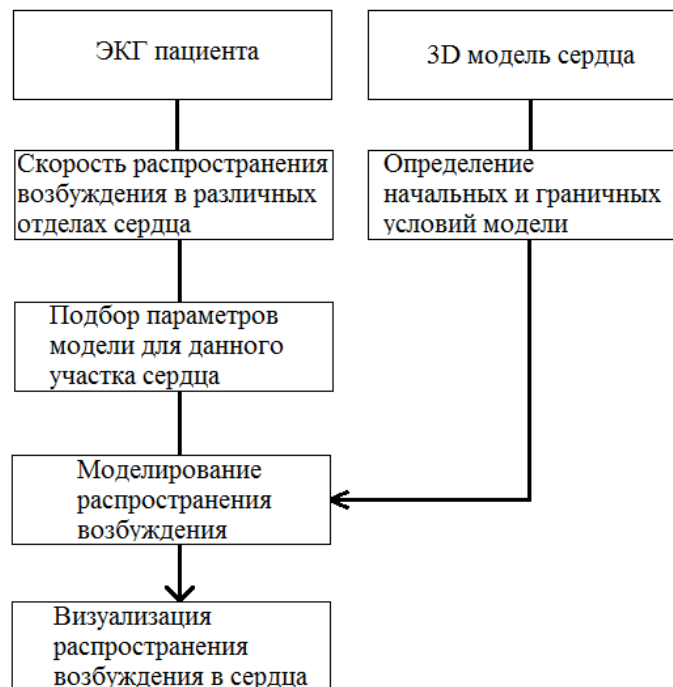 ЭКГ пациента
3D модель сердца
Скорость распространения
возбуждения в различных
отделах сердца
Определение
начальных и граничных
условий модели
Подбор параметров
модели для данного
участка сердца
Моделирование
распространения
возбуждения
Визуализация
распространения
возбуждения в сердца